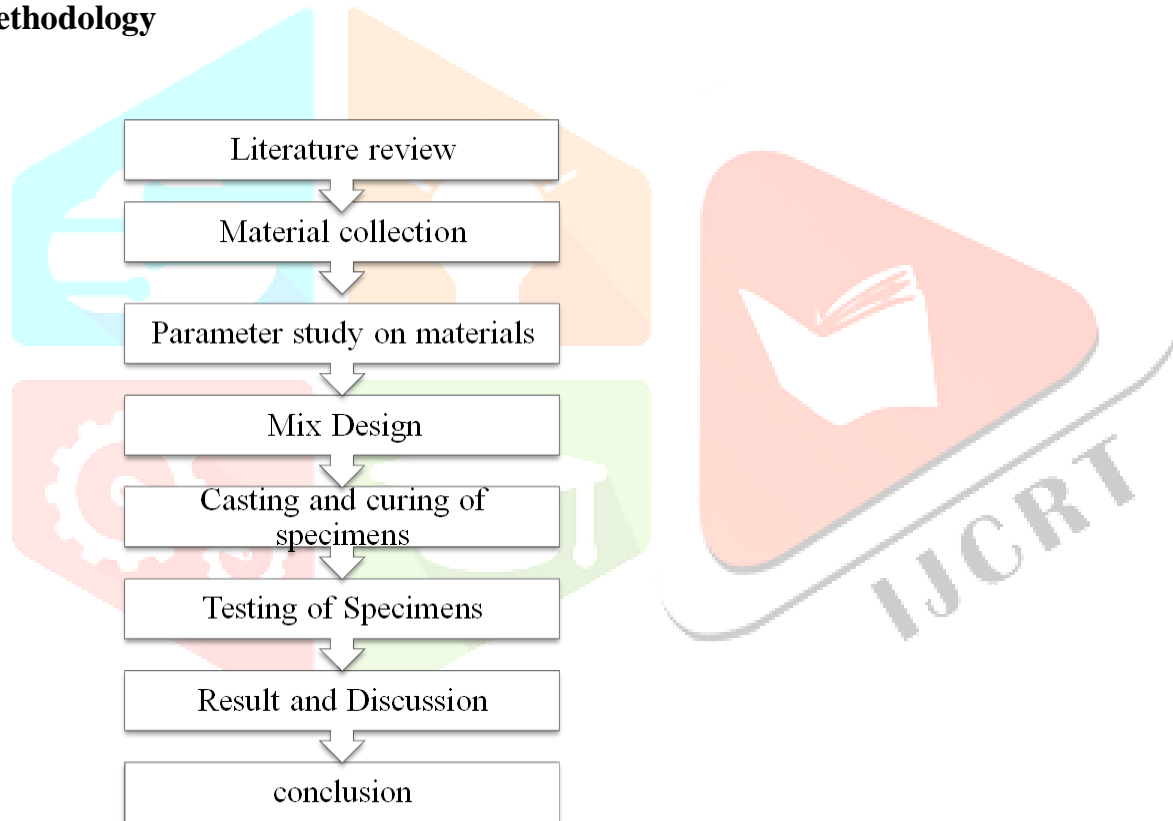 ethodology
Literature review
Material collection
Parameter study on materials
Mix Design
Casting and curing of
specimens
Testing of Specimens
Result and Discussion
conclusion
IJCRT